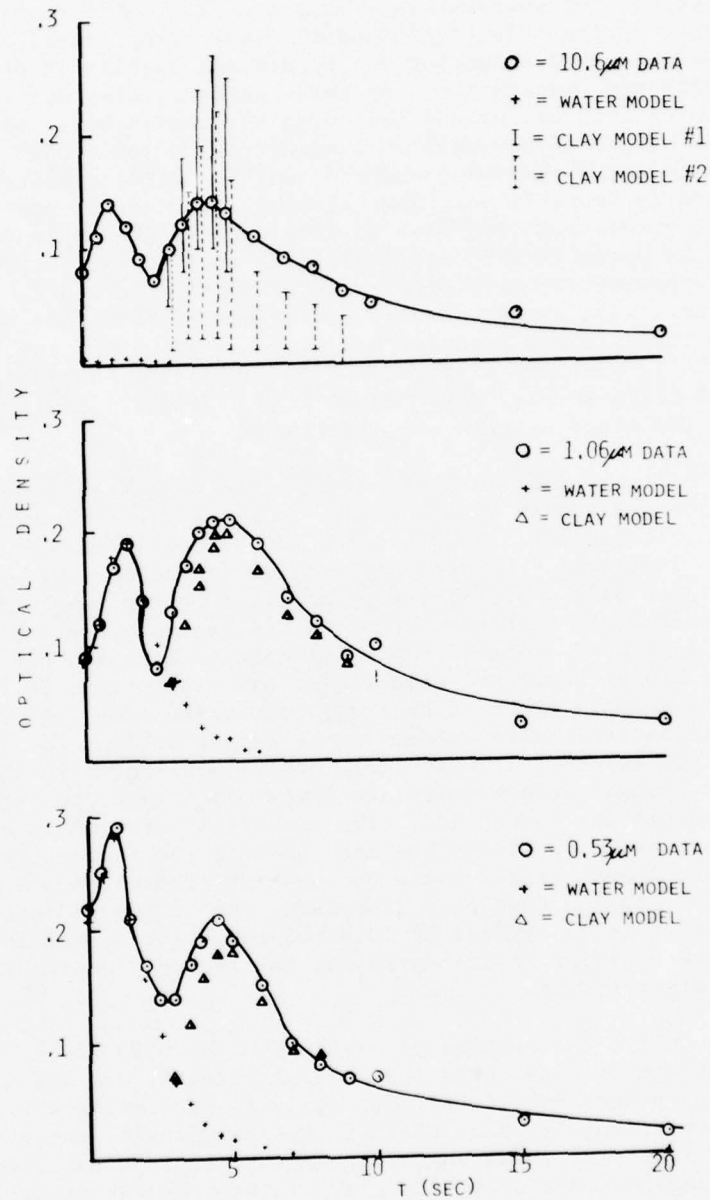 .3
.2
.1
O = 10.6μM DATA
+ = WATER MODEL
I = CLAY MODEL #1
= CLAY MODEL #2
OPTICAL DENSITY
.3
.2
.1
O = 1.06μM DATA
+ = WATER MODEL
Δ = CLAY MODEL
.3
.2
.1
O = 0.53μM DATA
+ = WATER MODEL
Δ = CLAY MODEL
5 10 15 20
T (SEC)